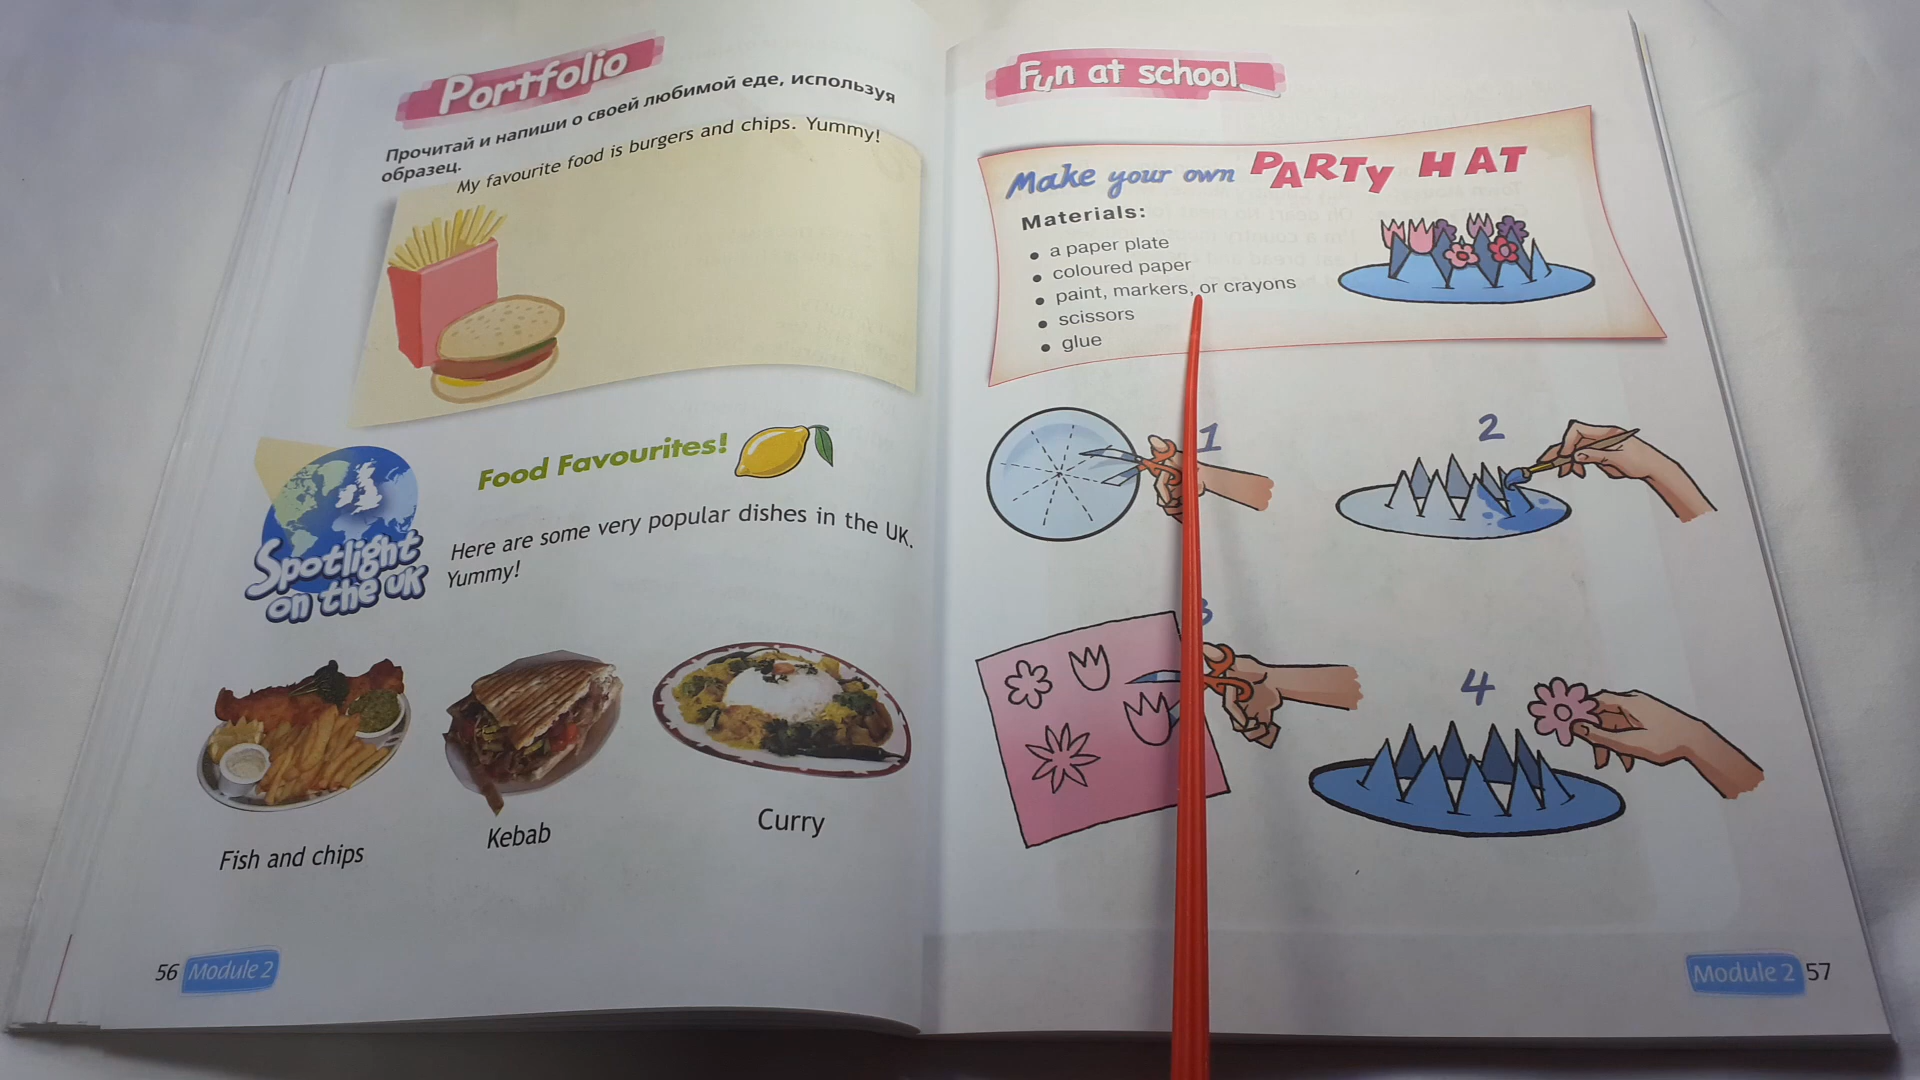 Portfolio
Прочитай и напиши о своей любимой еде, используя
образец.
My favourite food is burgers and chips. Yummy!
Food Favourites!
Spotlight
on the UK
Here are some very popular dishes in the UK.
Yummy!
Fish and chips
Kebab
Curry
56 Module 2
Fun at school
Make your own PARTY HAT
Materials:
• a paper plate
• coloured paper
• paint, markers, or crayons
• scissors
• glue
1
2
3
4
Module 2 57